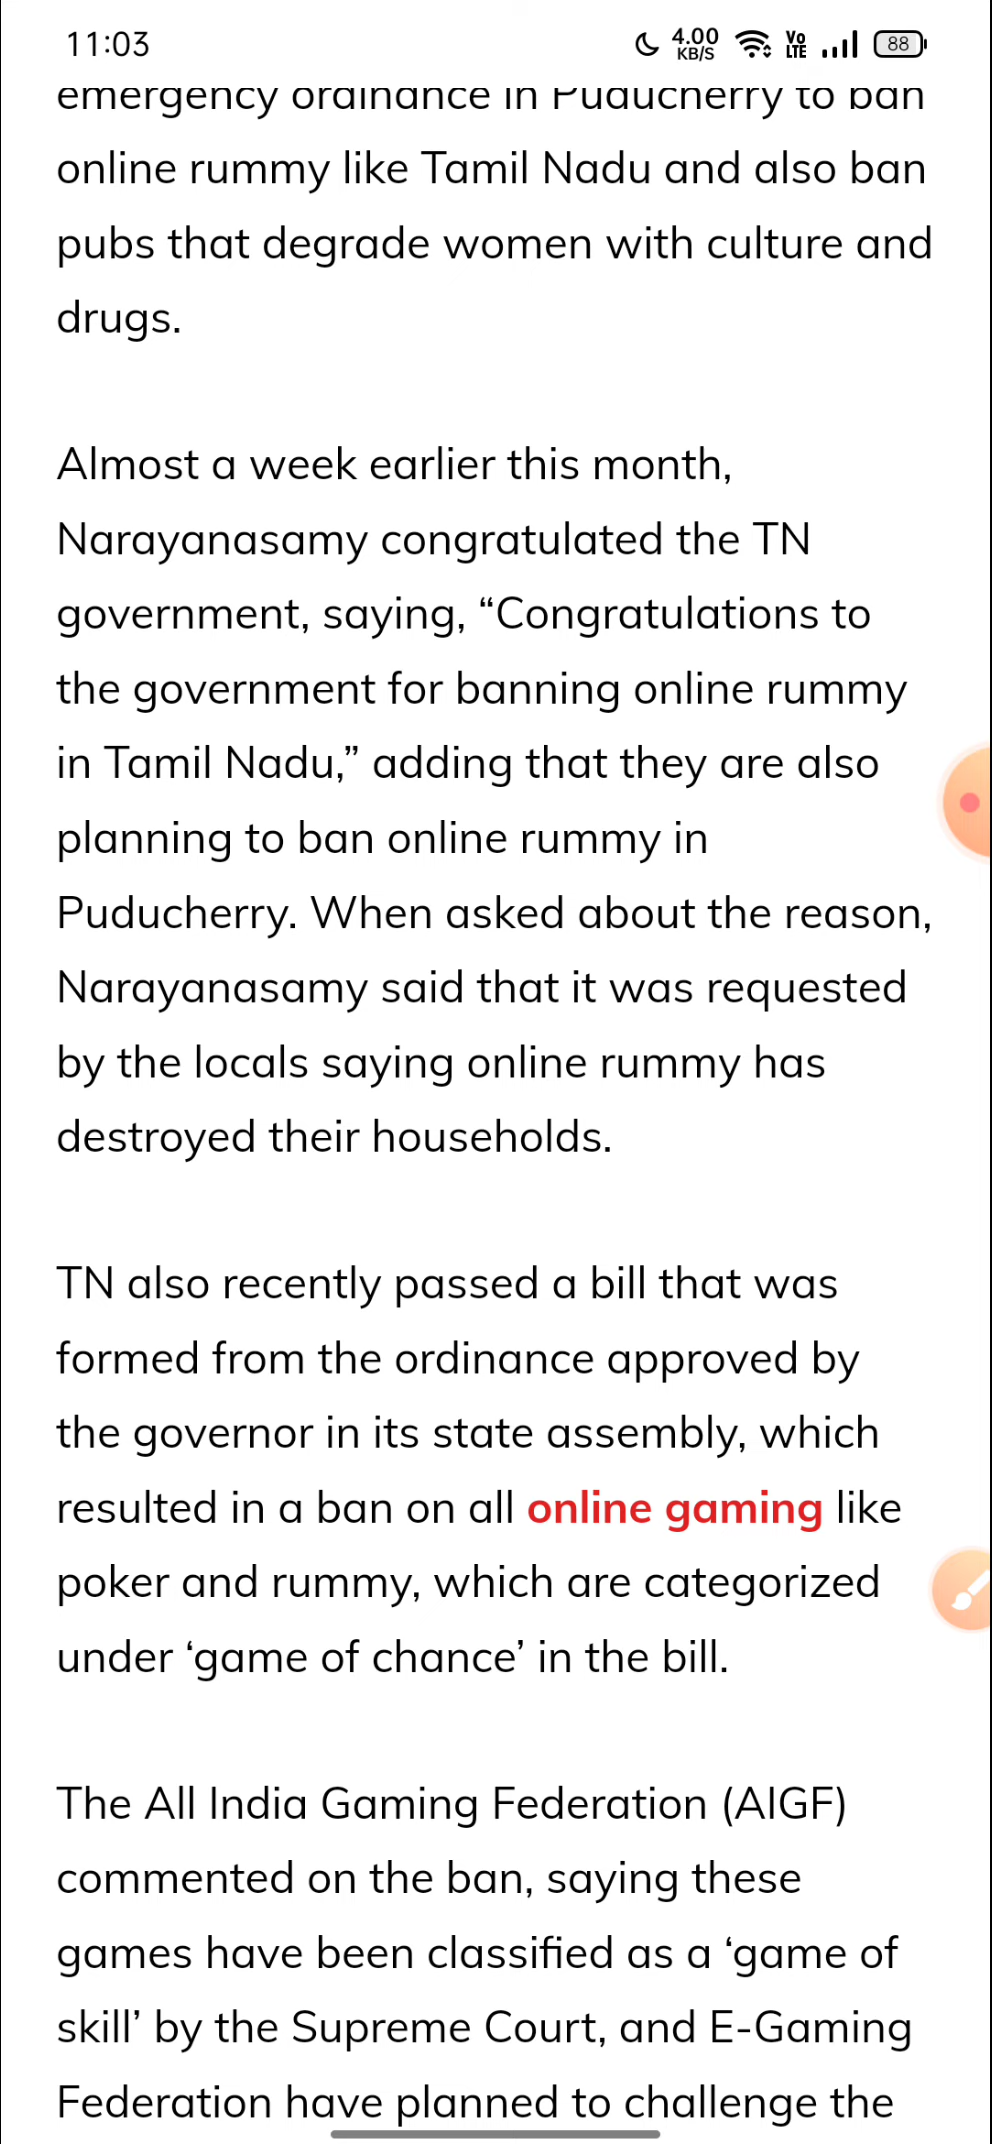 11:03
4.00 KB/S
Vo LTE
88
emergency ordinance in Puducherry to ban
online rummy like Tamil Nadu and also ban
pubs that degrade women with culture and
drugs.
Almost a week earlier this month,
Narayanasamy congratulated the TN
government, saying, “Congratulations to
the government for banning online rummy
in Tamil Nadu,” adding that they are also
planning to ban online rummy in
Puducherry. When asked about the reason,
Narayanasamy said that it was requested
by the locals saying online rummy has
destroyed their households.
TN also recently passed a bill that was
formed from the ordinance approved by
the governor in its state assembly, which
resulted in a ban on all online gaming like
poker and rummy, which are categorized
under ‘game of chance’ in the bill.
The All India Gaming Federation (AIGF)
commented on the ban, saying these
games have been classified as a ‘game of
skill’ by the Supreme Court, and E-Gaming
Federation have planned to challenge the